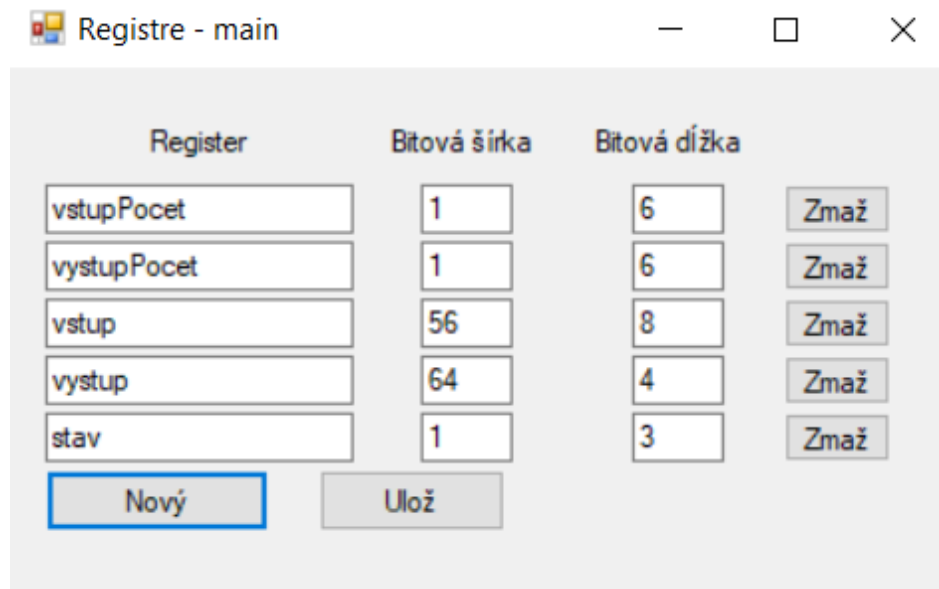 Registre - main
Register Bitová šírka Bitová dĺžka
vstupPocet 1 6 Zmaž
vystupPocet 1 6 Zmaž
vstup 56 8 Zmaž
vystup 64 4 Zmaž
stav 1 3 Zmaž
Nový Ulož